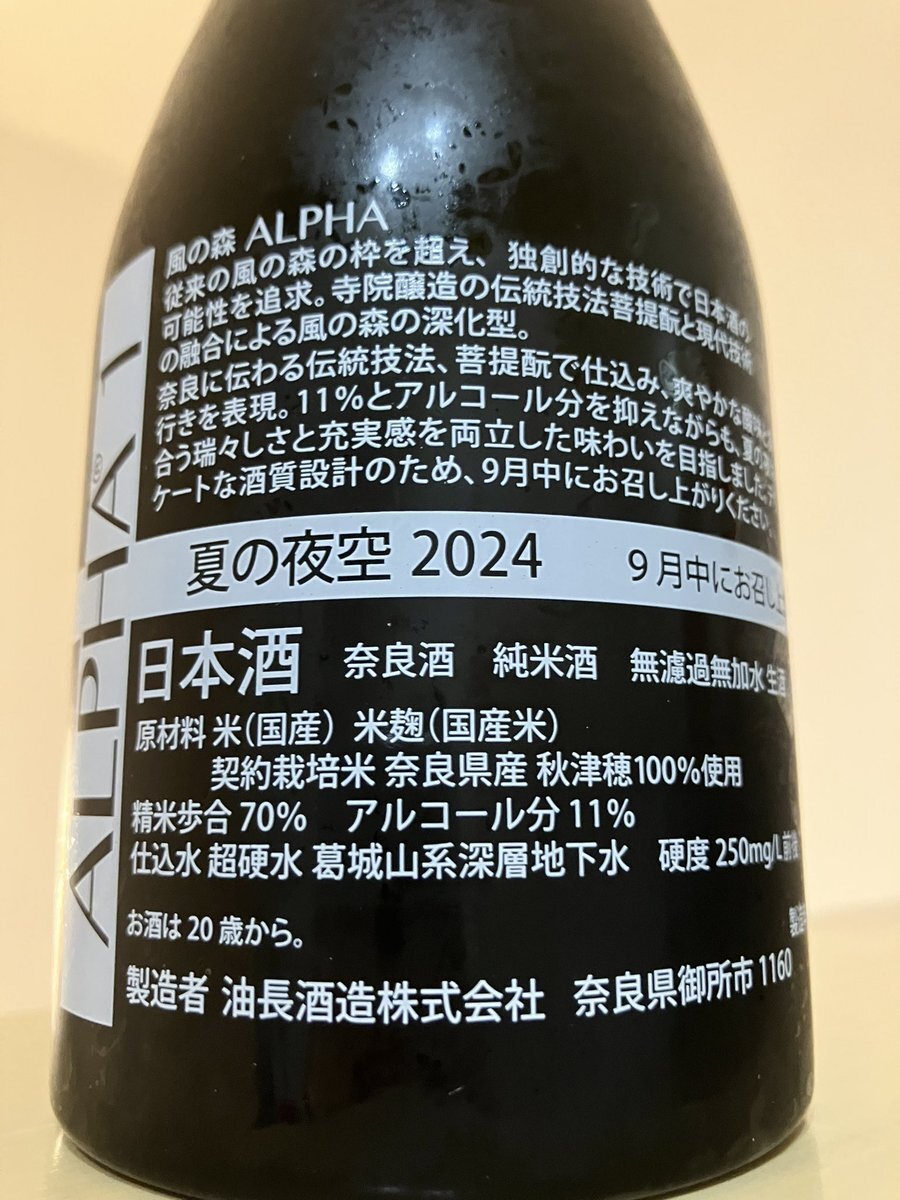 風の森 ALPHA
従来の風の森の枠を超え、独創的な技術で日本酒の
可能性を追求。寺院醸造の伝統技法菩提酛と現代技術
の融合による風の森の深化型。
奈良に伝わる伝統技法、菩提酛で仕込み、爽やかな酸味と
行きを表現。11%とアルコール分を抑えながらも、夏の
合う瑞々しさと充実感を両立した味わいを目指しました。
ケートな酒質設計のため、9月中にお召し上がりください。
ALPHA® 1
夏の夜空 2024 9月中にお召し上
日本酒 奈良酒 純米酒 無濾過無加水 生酒
原材料 米(国産) 米麹(国産米)
契約栽培米 奈良県産 秋津穂100%使用
精米歩合 70% アルコール分 11%
仕込水 超硬水 葛城山系深層地下水 硬度 250mg/L前後
お酒は 20 歳から。
製造
製造者 油長酒造株式会社 奈良県御所市 1160